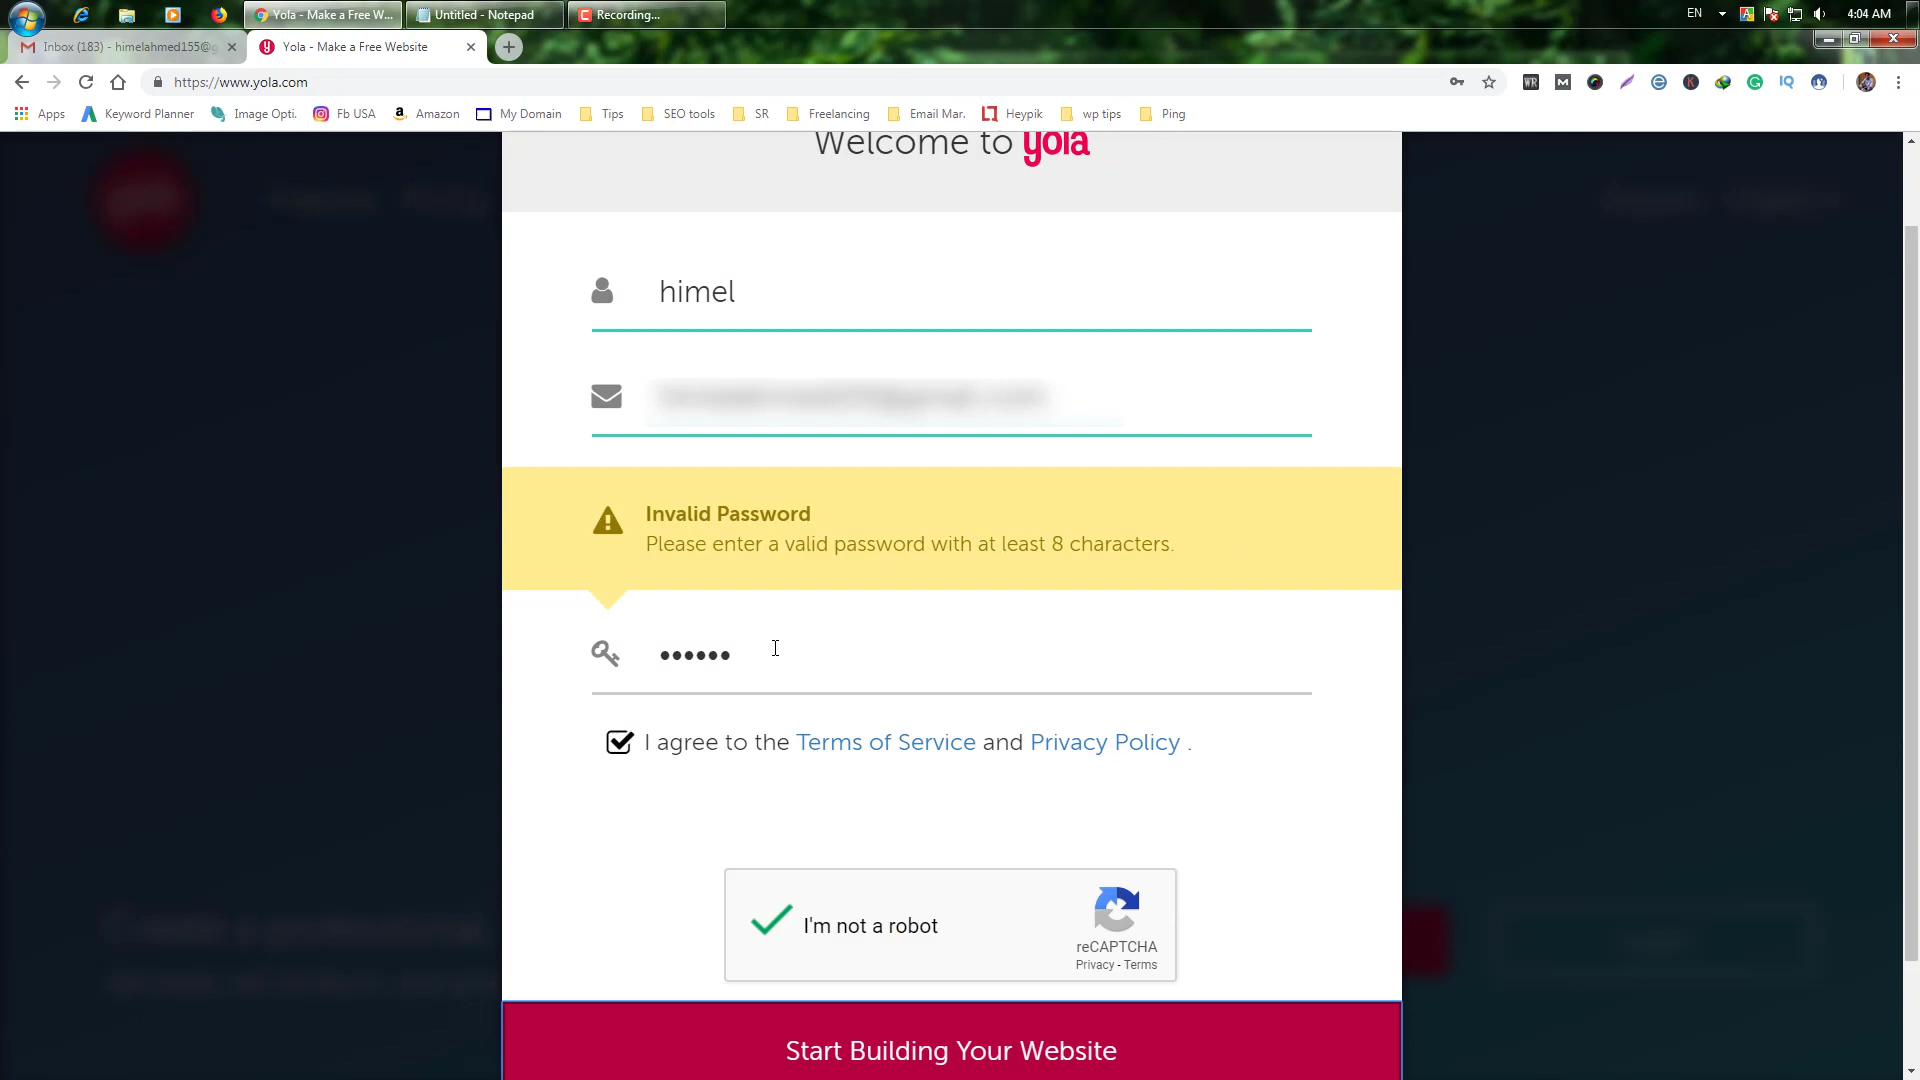 Yola - Make a Free W...
Untitled - Notepad
Recording...
EN
4:04 AM
Inbox (183) - himelahmed155@g
Yola - Make a Free Website
https://www.yola.com
Apps
Keyword Planner
Image Opti.
Fb USA
Amazon
My Domain
Tips
SEO tools
SR
Freelancing
Email Mar.
Heypik
wp tips
Ping
Welcome to yola
himel
Invalid Password
Please enter a valid password with at least 8 characters.
••••••
I agree to the Terms of Service and Privacy Policy .
I'm not a robot
reCAPTCHA
Privacy - Terms
Start Building Your Website